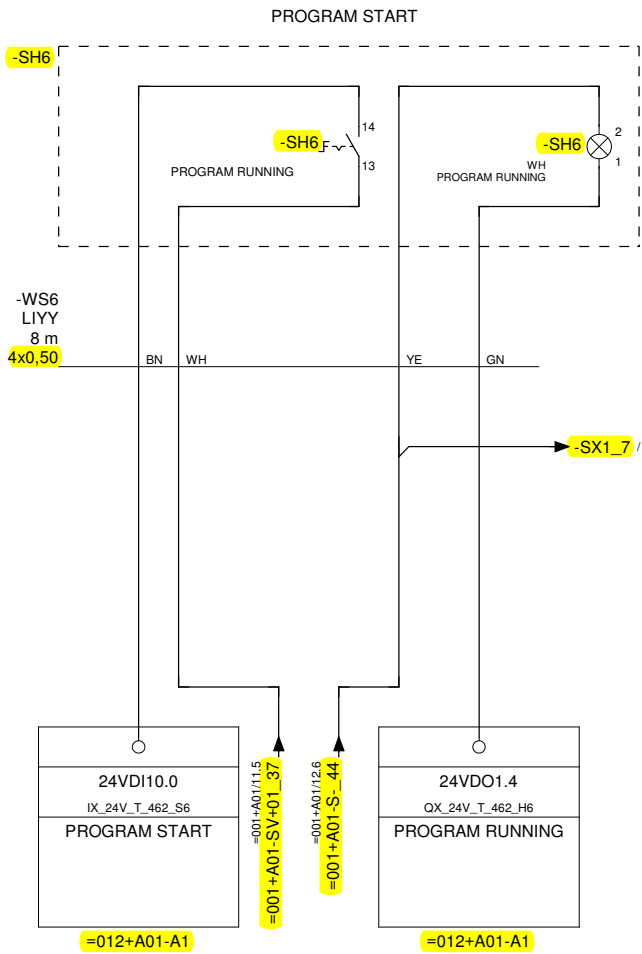 PROGRAM START
-SH6
14
-SH6
13
PROGRAM RUNNING
2
-SH6
1
WH
PROGRAM RUNNING
-WS6
LIYY
8 m
4x0,50
BN
WH
YE
GN
-SX1_7 /
24VDI10.0
IX_24V_T_462_S6
PROGRAM START
=012+A01-A1
=001+A01/11.5
=001+A01-SV+01_37
=001+A01/12.6
=001+A01-S-_44
24VDO1.4
QX_24V_T_462_H6
PROGRAM RUNNING
=012+A01-A1